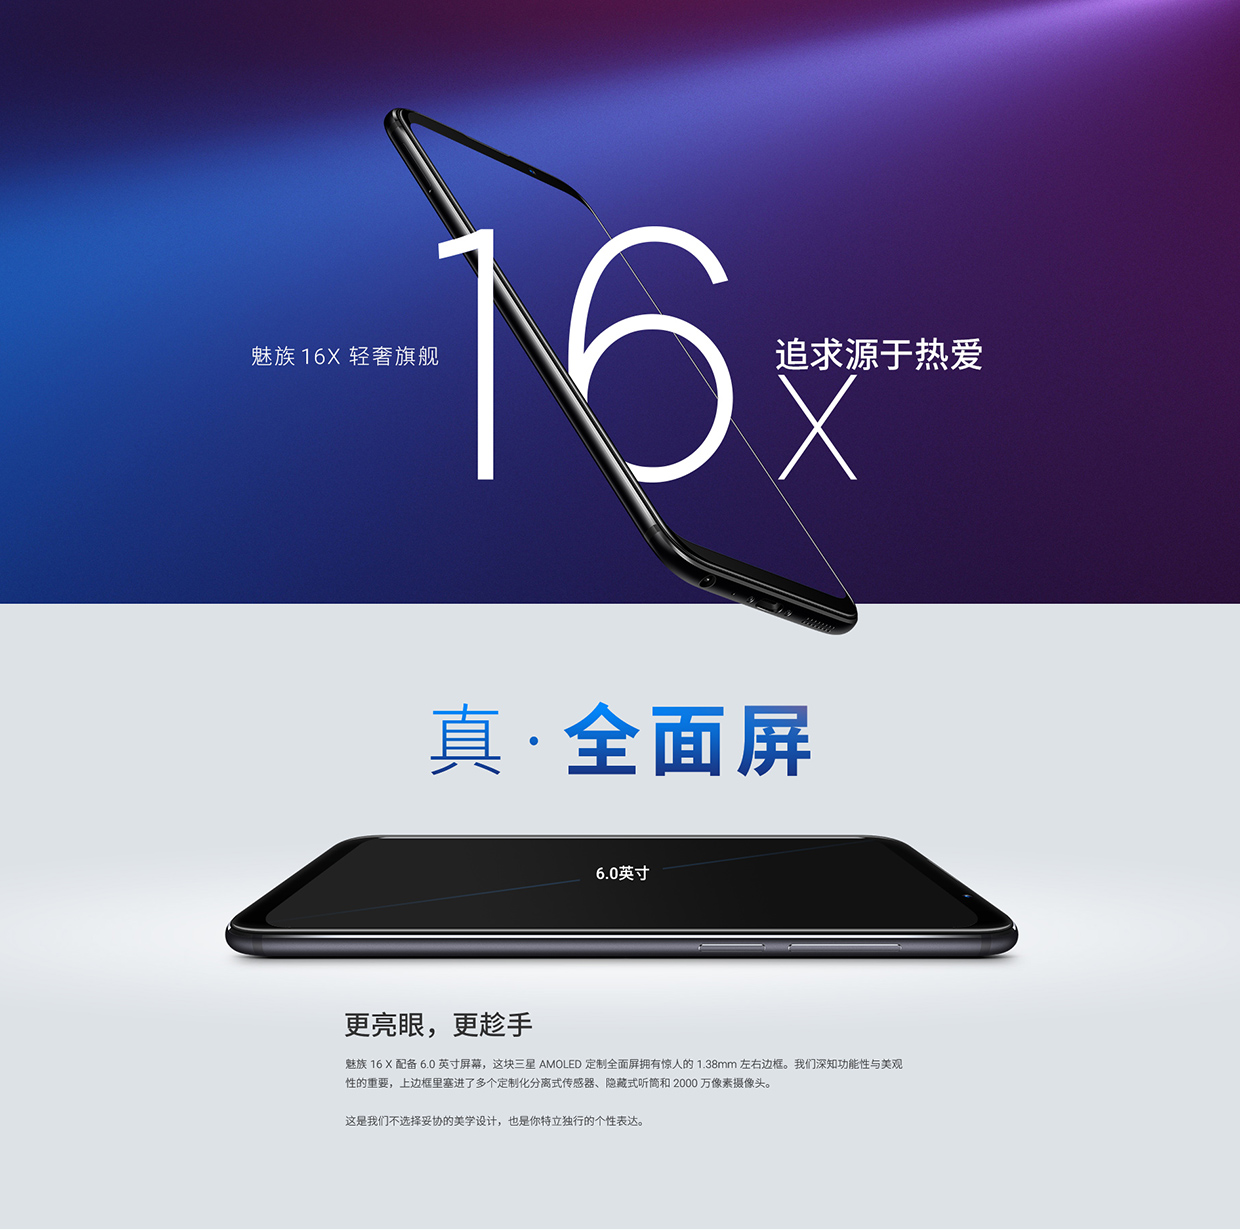 16
魅族 16X 轻奢旗舰
追求源于热爱
X
真·全面屏
6.0英寸
更亮眼，更趁手
魅族 16 X 配备 6.0 英寸屏幕，这块三星 AMOLED 定制全面屏拥有惊人的 1.38mm 左右边框。我们深知功能性与美观
性的重要，上边框里塞进了多个定制化分离式传感器、隐藏式听筒和 2000 万像素摄像头。
这是我们不选择妥协的美学设计，也是你特立独行的个性表达。